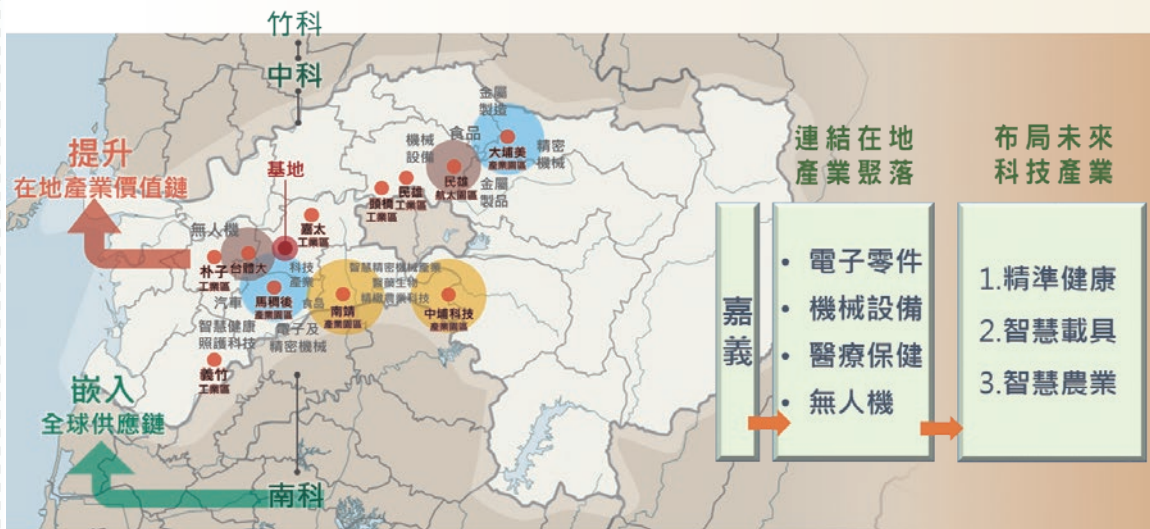 竹科
中科
提升
在地產業價值鏈
基地
金屬
製造
食品
機械
設備
大埔美
產業園區
精密
機械
民雄
航太園區
金屬
製品
民雄
工業區
頭橋
工業區
嘉太
工業區
無人機
朴子
工業區
台體大
科技
產業
馬稠後
產業園區
汽車
食品
智慧健康
照護科技
電子及
精密機械
義竹
工業區
智慧精密機械產業
醫藥生物
精緻農業科技
南靖
產業園區
中埔科技
產業園區
嵌入
全球供應鏈
南科
嘉義
連結在地
產業聚落
• 電子零件
• 機械設備
• 醫療保健
• 無人機
布局未來
科技產業
1.精準健康
2.智慧載具
3.智慧農業